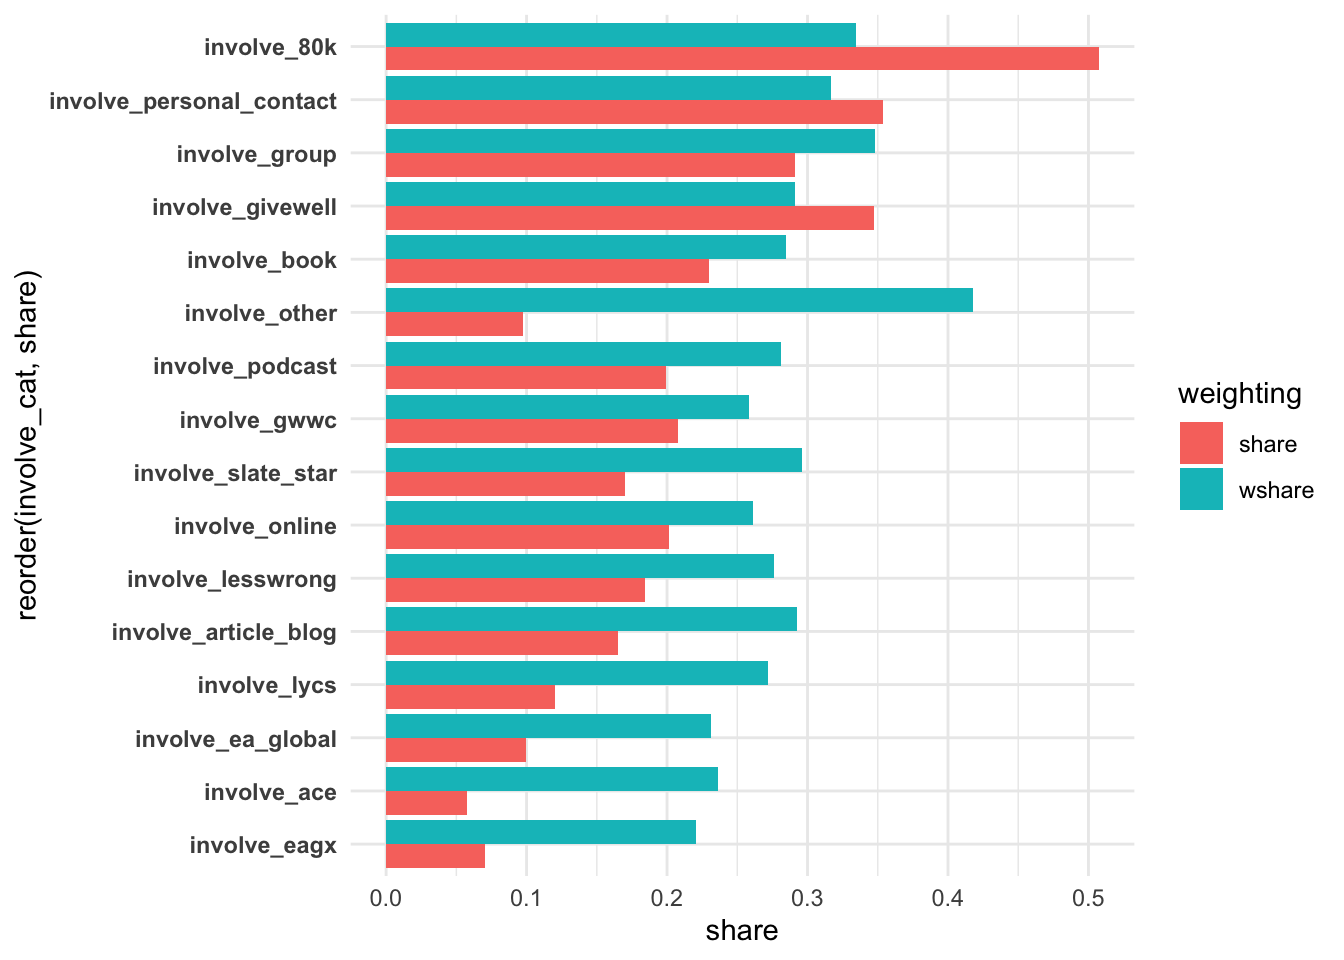 reorder(involve_cat, share)
involve_80k
involve_personal_contact
involve_group
involve_givewell
involve_book
involve_other
involve_podcast
involve_gwwc
involve_slate_star
involve_online
involve_lesswrong
involve_article_blog
involve_lycs
involve_ea_global
involve_ace
involve_eagx
0.0 0.1 0.2 0.3 0.4 0.5
share
weighting
share
wshare